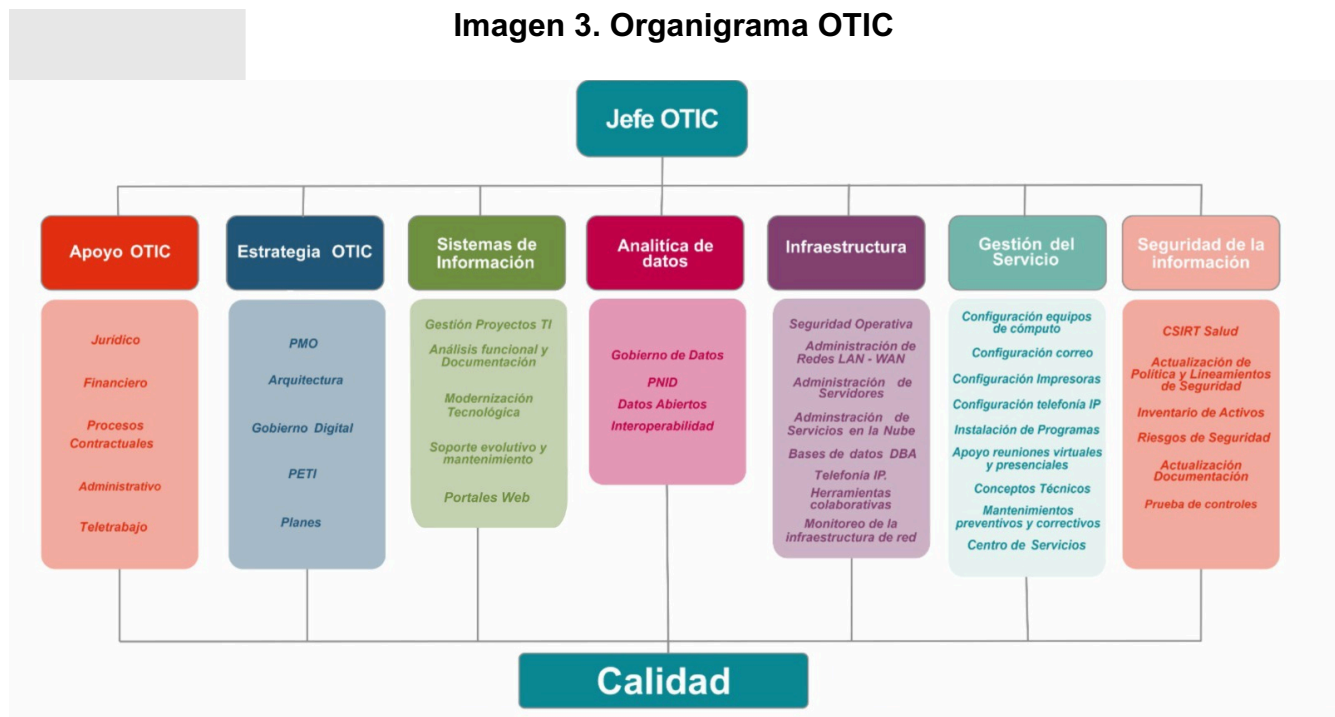 Imagen 3. Organigrama OTIC
Jefe OTIC
Apoyo OTIC
Jurídico
Financiero
Procesos
Contractuales
Administrativo
Teletrabajo
Estrategia OTIC
PMO
Arquitectura
Gobierno Digital
PETI
Planes
Sistemas de
Información
Gestión Proyectos TI
Análisis funcional y
Documentación
Modernización
Tecnológica
Soporte evolutivo y
mantenimiento
Portales Web
Analitíca de
datos
Gobierno de Datos
PNID
Datos Abiertos
Interoperabilidad
Infraestructura
Seguridad Operativa
Administración de
Redes LAN - WAN
Administración de
Servidores
Adminstración de
Servicios en la Nube
Bases de datos DBA
Telefonía IP.
Herramientas
colaborativas
Monitoreo de la
infraestructura de red
Gestión del
Servicio
Configuración equipos
de cómputo
Configuración correo
Configuración Impresoras
Configuración telefonía IP
Instalación de Programas
Apoyo reuniones virtuales
y presenciales
Conceptos Técnicos
Mantenimientos
preventivos y correctivos
Centro de Servicios
Seguridad de la
información
CSIRT Salud
Actualización de
Política y Lineamientos
de Seguridad
Inventario de Activos
Riesgos de Seguridad
Actualización
Documentación
Prueba de controles
Calidad